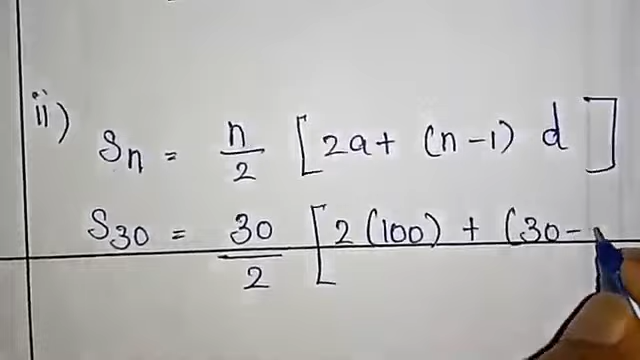 ii) Sn = n/2 [2a + (n-1) d]
S30 = 30/2 [2(100) + (30-